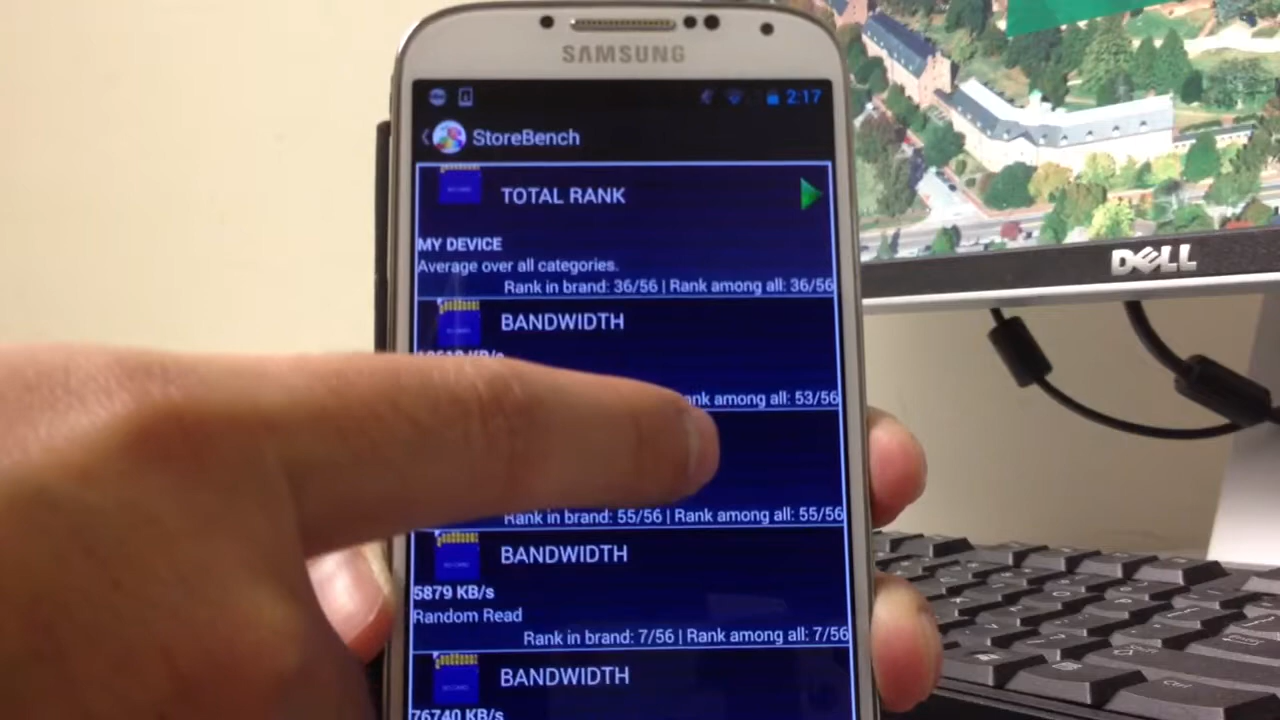 SAMSUNG
2:17
StoreBench
TOTAL RANK
MY DEVICE
Average over all categories.
Rank in brand: 36/56 | Rank among all: 36/56
BANDWIDTH
among all: 53/56
Rank in brand: 55/56 | Rank among all: 55/56
BANDWIDTH
5879 KB/s
Random Read
Rank in brand: 7/56 | Rank among all: 7/56
BANDWIDTH
76740 KB/s
DELL
Ctrl